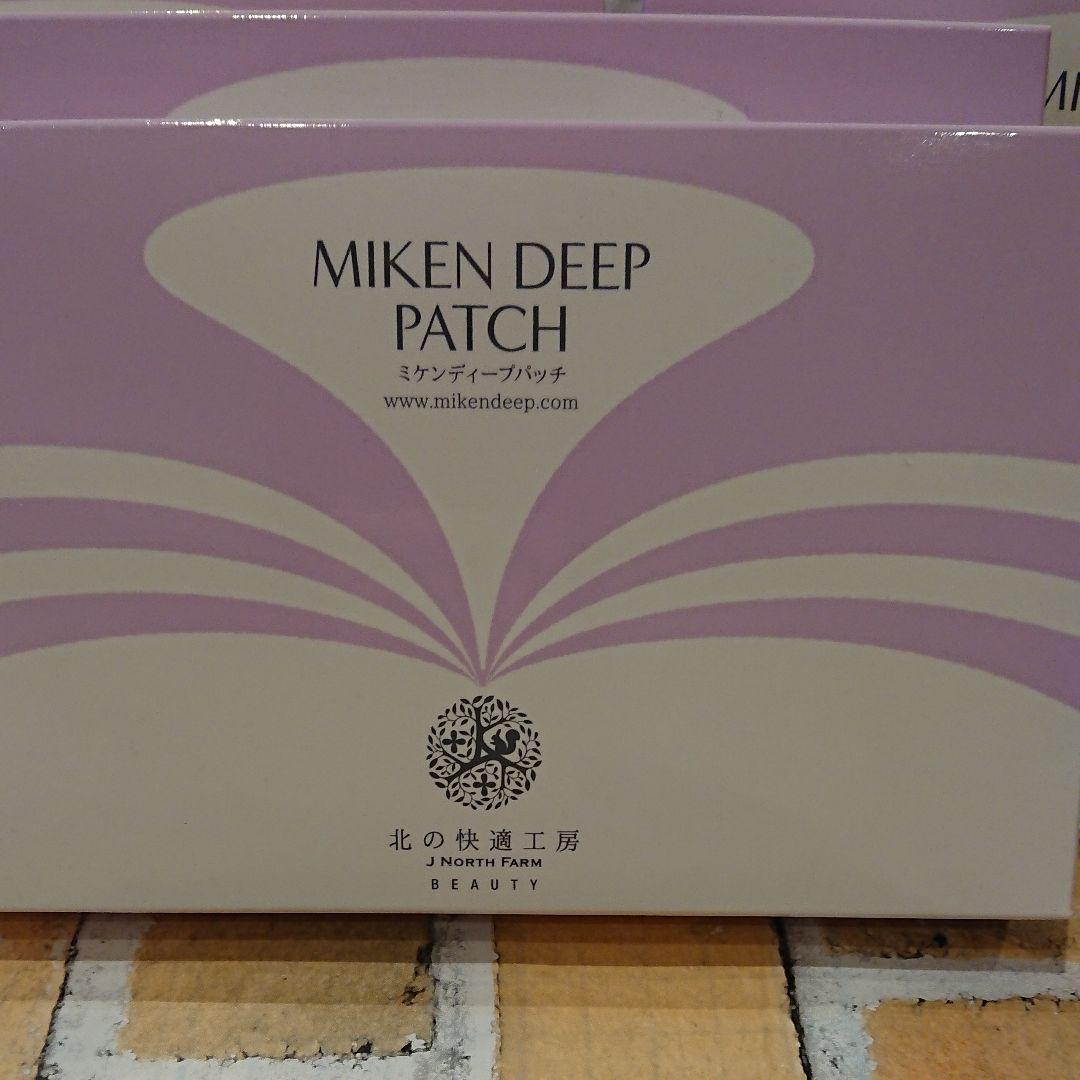 MIKEN DEEP
PATCH
ミケンディープパッチ
www.mikendeep.com
北の快適工房
J NORTH FARM
BEAUTY